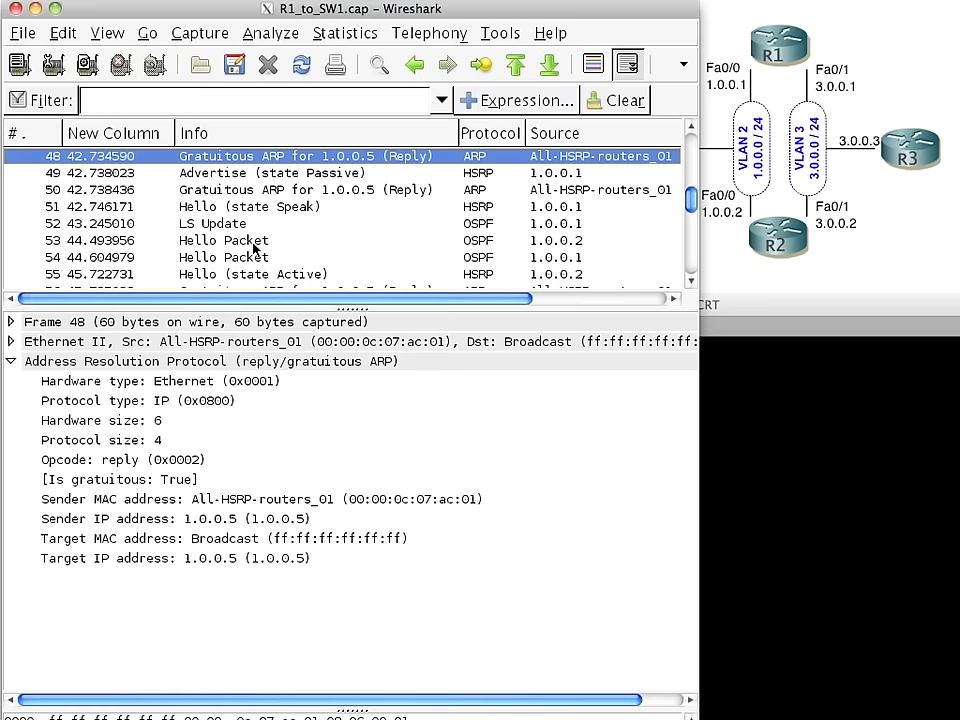 R1_to_SW1.cap - Wireshark
File Edit View Go Capture Analyze Statistics Telephony Tools Help
Filter: Expression... Clear
# . New Column Info Protocol Source
48 42.734590 Gratuitous ARP for 1.0.0.5 (Reply) ARP All-HSRP-routers_01
49 42.738023 Advertise (state Passive) HSRP 1.0.0.1
50 42.738436 Gratuitous ARP for 1.0.0.5 (Reply) ARP All-HSRP-routers_01
51 42.746171 Hello (state Speak) HSRP 1.0.0.1
52 43.245010 LS Update OSPF 1.0.0.1
53 44.493956 Hello Packet OSPF 1.0.0.2
54 44.604979 Hello Packet OSPF 1.0.0.1
55 45.722731 Hello (state Active) HSRP 1.0.0.2
Frame 48 (60 bytes on wire, 60 bytes captured)
Ethernet II, Src: All-HSRP-routers_01 (00:00:0c:07:ac:01), Dst: Broadcast (ff:ff:ff:ff:ff:
Address Resolution Protocol (reply/gratuitous ARP)
Hardware type: Ethernet (0x0001)
Protocol type: IP (0x0800)
Hardware size: 6
Protocol size: 4
Opcode: reply (0x0002)
[Is gratuitous: True]
Sender MAC address: All-HSRP-routers_01 (00:00:0c:07:ac:01)
Sender IP address: 1.0.0.5 (1.0.0.5)
Target MAC address: Broadcast (ff:ff:ff:ff:ff:ff)
Target IP address: 1.0.0.5 (1.0.0.5)
R1
Fa0/0
1.0.0.1
Fa0/1
3.0.0.1
VLAN 2
1.0.0.0 / 24
VLAN 3
3.0.0.0 / 24
3.0.0.3
R3
Fa0/0
1.0.0.2
Fa0/1
3.0.0.2
R2
CRT